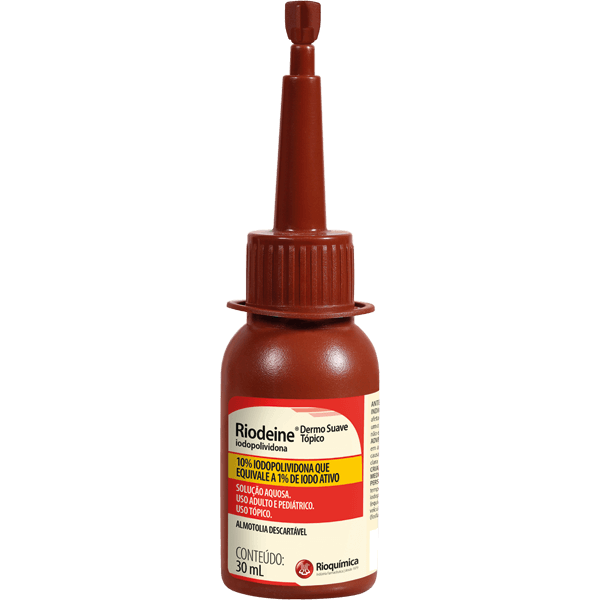 Riodeine® Dermo Suave
Tópico
iodopolividona
10% IODOPOLIVIDONA QUE
EQUIVALE A 1% DE IODO ATIVO
SOLUÇÃO AQUOSA.
USO ADULTO E PEDIÁTRICO.
USO TÓPICO.
ALMOTOLIA DESCARTÁVEL
CONTEÚDO:
30 mL
Rioquímica